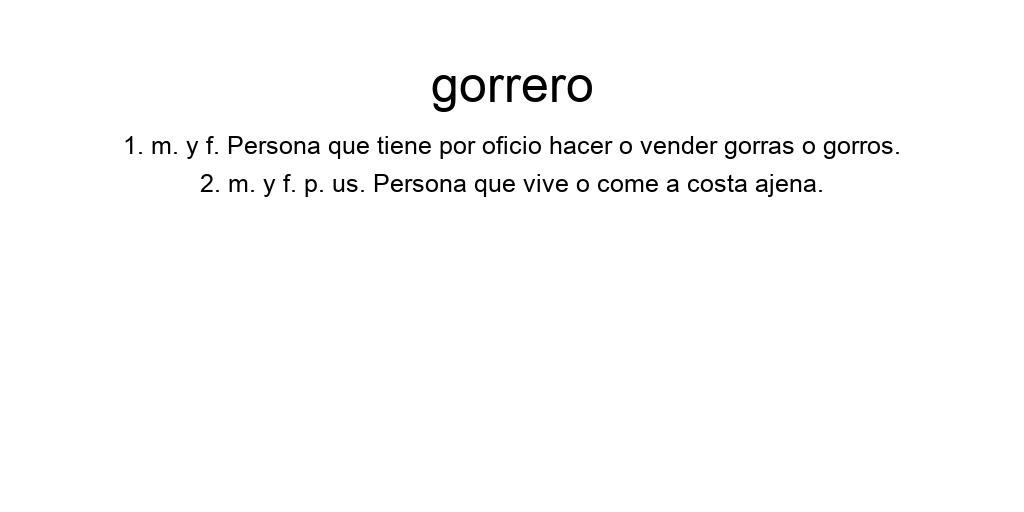 gorrero
1. m. y f. Persona que tiene por oficio hacer o vender gorras o gorros.
2. m. y f. p. us. Persona que vive o come a costa ajena.